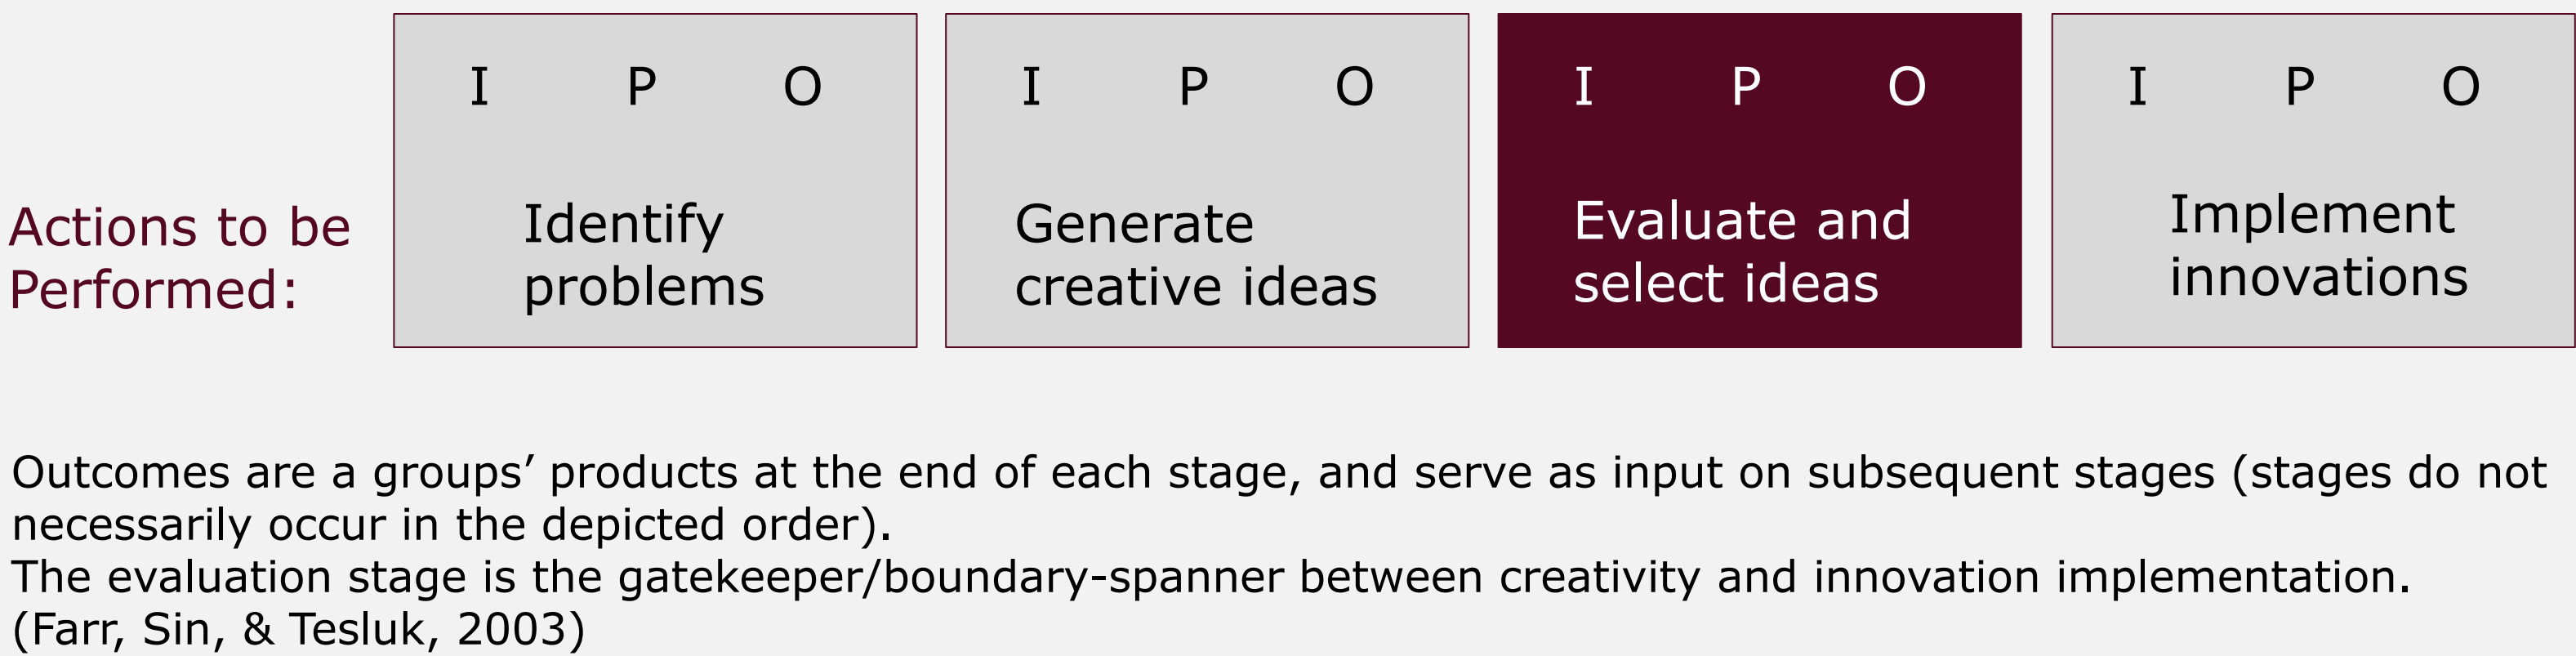 I P O
I P O
I P O
I P O
Actions to be
Performed:
Identify
problems
Generate
creative ideas
Evaluate and
select ideas
Implement
innovations
Outcomes are a groups’ products at the end of each stage, and serve as input on subsequent stages (stages do not
necessarily occur in the depicted order).
The evaluation stage is the gatekeeper/boundary-spanner between creativity and innovation implementation.
(Farr, Sin, & Tesluk, 2003)